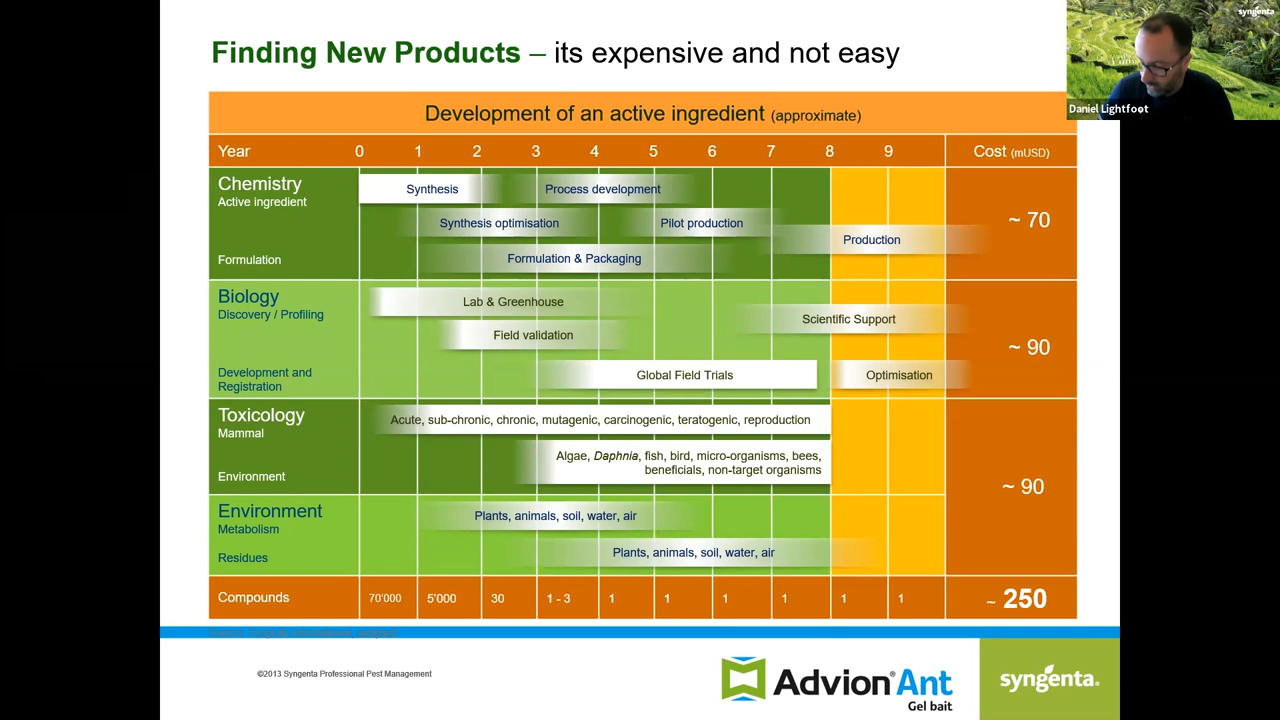 Finding New Products – its expensive and not easy
syngenta
Daniel Lightfoot
Development of an active ingredient (approximate)
Year 0 1 2 3 4 5 6 7 8 9 Cost (mUSD)
Chemistry
Active ingredient
Synthesis
Process development
Synthesis optimisation
Pilot production
Production
~ 70
Formulation
Formulation & Packaging
Biology
Discovery / Profiling
Lab & Greenhouse
Scientific Support
Field validation
~ 90
Development and
Registration
Global Field Trials
Optimisation
Toxicology
Mammal
Acute, sub-chronic, chronic, mutagenic, carcinogenic, teratogenic, reproduction
Environment
Algae, Daphnia, fish, bird, micro-organisms, bees,
beneficials, non-target organisms
~ 90
Environment
Metabolism
Plants, animals, soil, water, air
Residues
Plants, animals, soil, water, air
Compounds 70'000 5'000 30 1 - 3 1 1 1 1 1 1 ~ 250
©2013 Syngenta Professional Pest Management
Advion® Ant
Gel bait
syngenta®